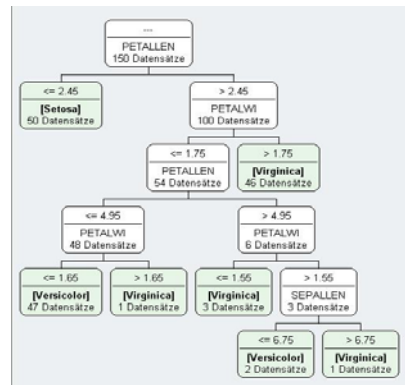 ---
PETALLEN
150 Datensätze
<= 2.45
[Setosa]
50 Datensätze
> 2.45
PETALWI
100 Datensätze
<= 1.75
PETALLEN
54 Datensätze
> 1.75
[Virginica]
46 Datensätze
<= 4.95
PETALWI
48 Datensätze
> 4.95
PETALWI
6 Datensätze
<= 1.65
[Versicolor]
47 Datensätze
> 1.65
[Virginica]
1 Datensätze
<= 1.55
[Virginica]
3 Datensätze
> 1.55
SEPALLEN
3 Datensätze
<= 6.75
[Versicolor]
2 Datensätze
> 6.75
[Virginica]
1 Datensätze